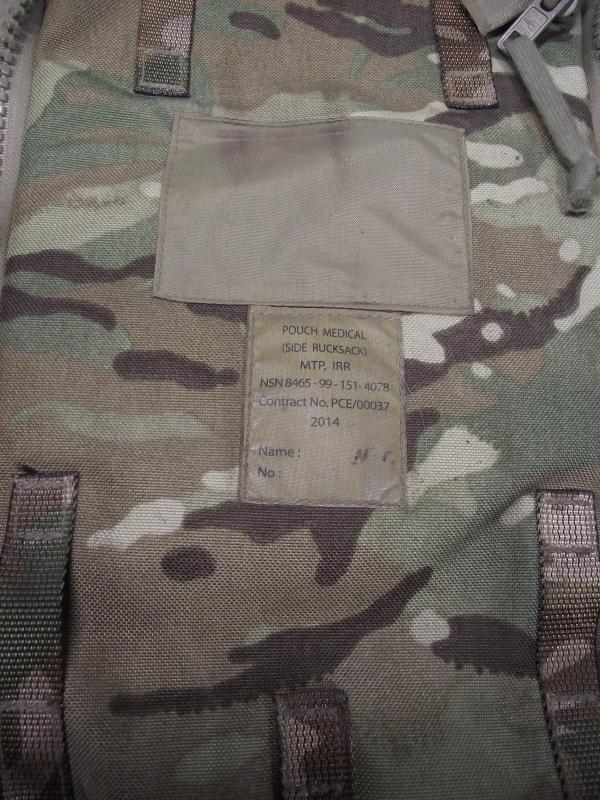 POUCH MEDICAL
(SIDE RUCKSACK)
MTP, IRR
NSN 8465-99-151-4078
Contract No. PCE/00037
2014
Name :
No :